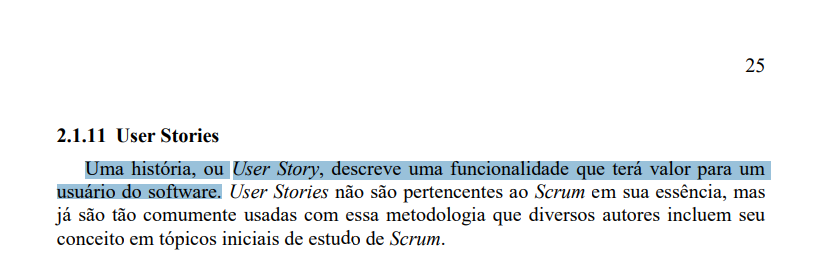 25
2.1.11 User Stories
Uma história, ou User Story, descreve uma funcionalidade que terá valor para um
usuário do software. User Stories não são pertencentes ao Scrum em sua essência, mas
já são tão comumente usadas com essa metodologia que diversos autores incluem seu
conceito em tópicos iniciais de estudo de Scrum.